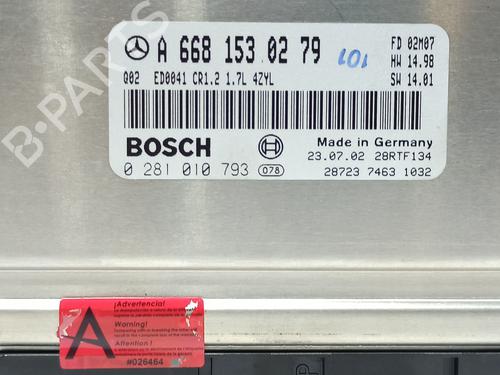 A 668 153 02 79
101
FD 02M07
HW 14.98
SW 14.01
Q02 ED0041 CR1.2 1.7L 4ZYL
BOSCH
0 281 010 793 078
Made in Germany
23.07.02 28RTF134
28723 7463 1032
B-PARTS
A
¡Advertencia!
Warning!
Attention !
#026464